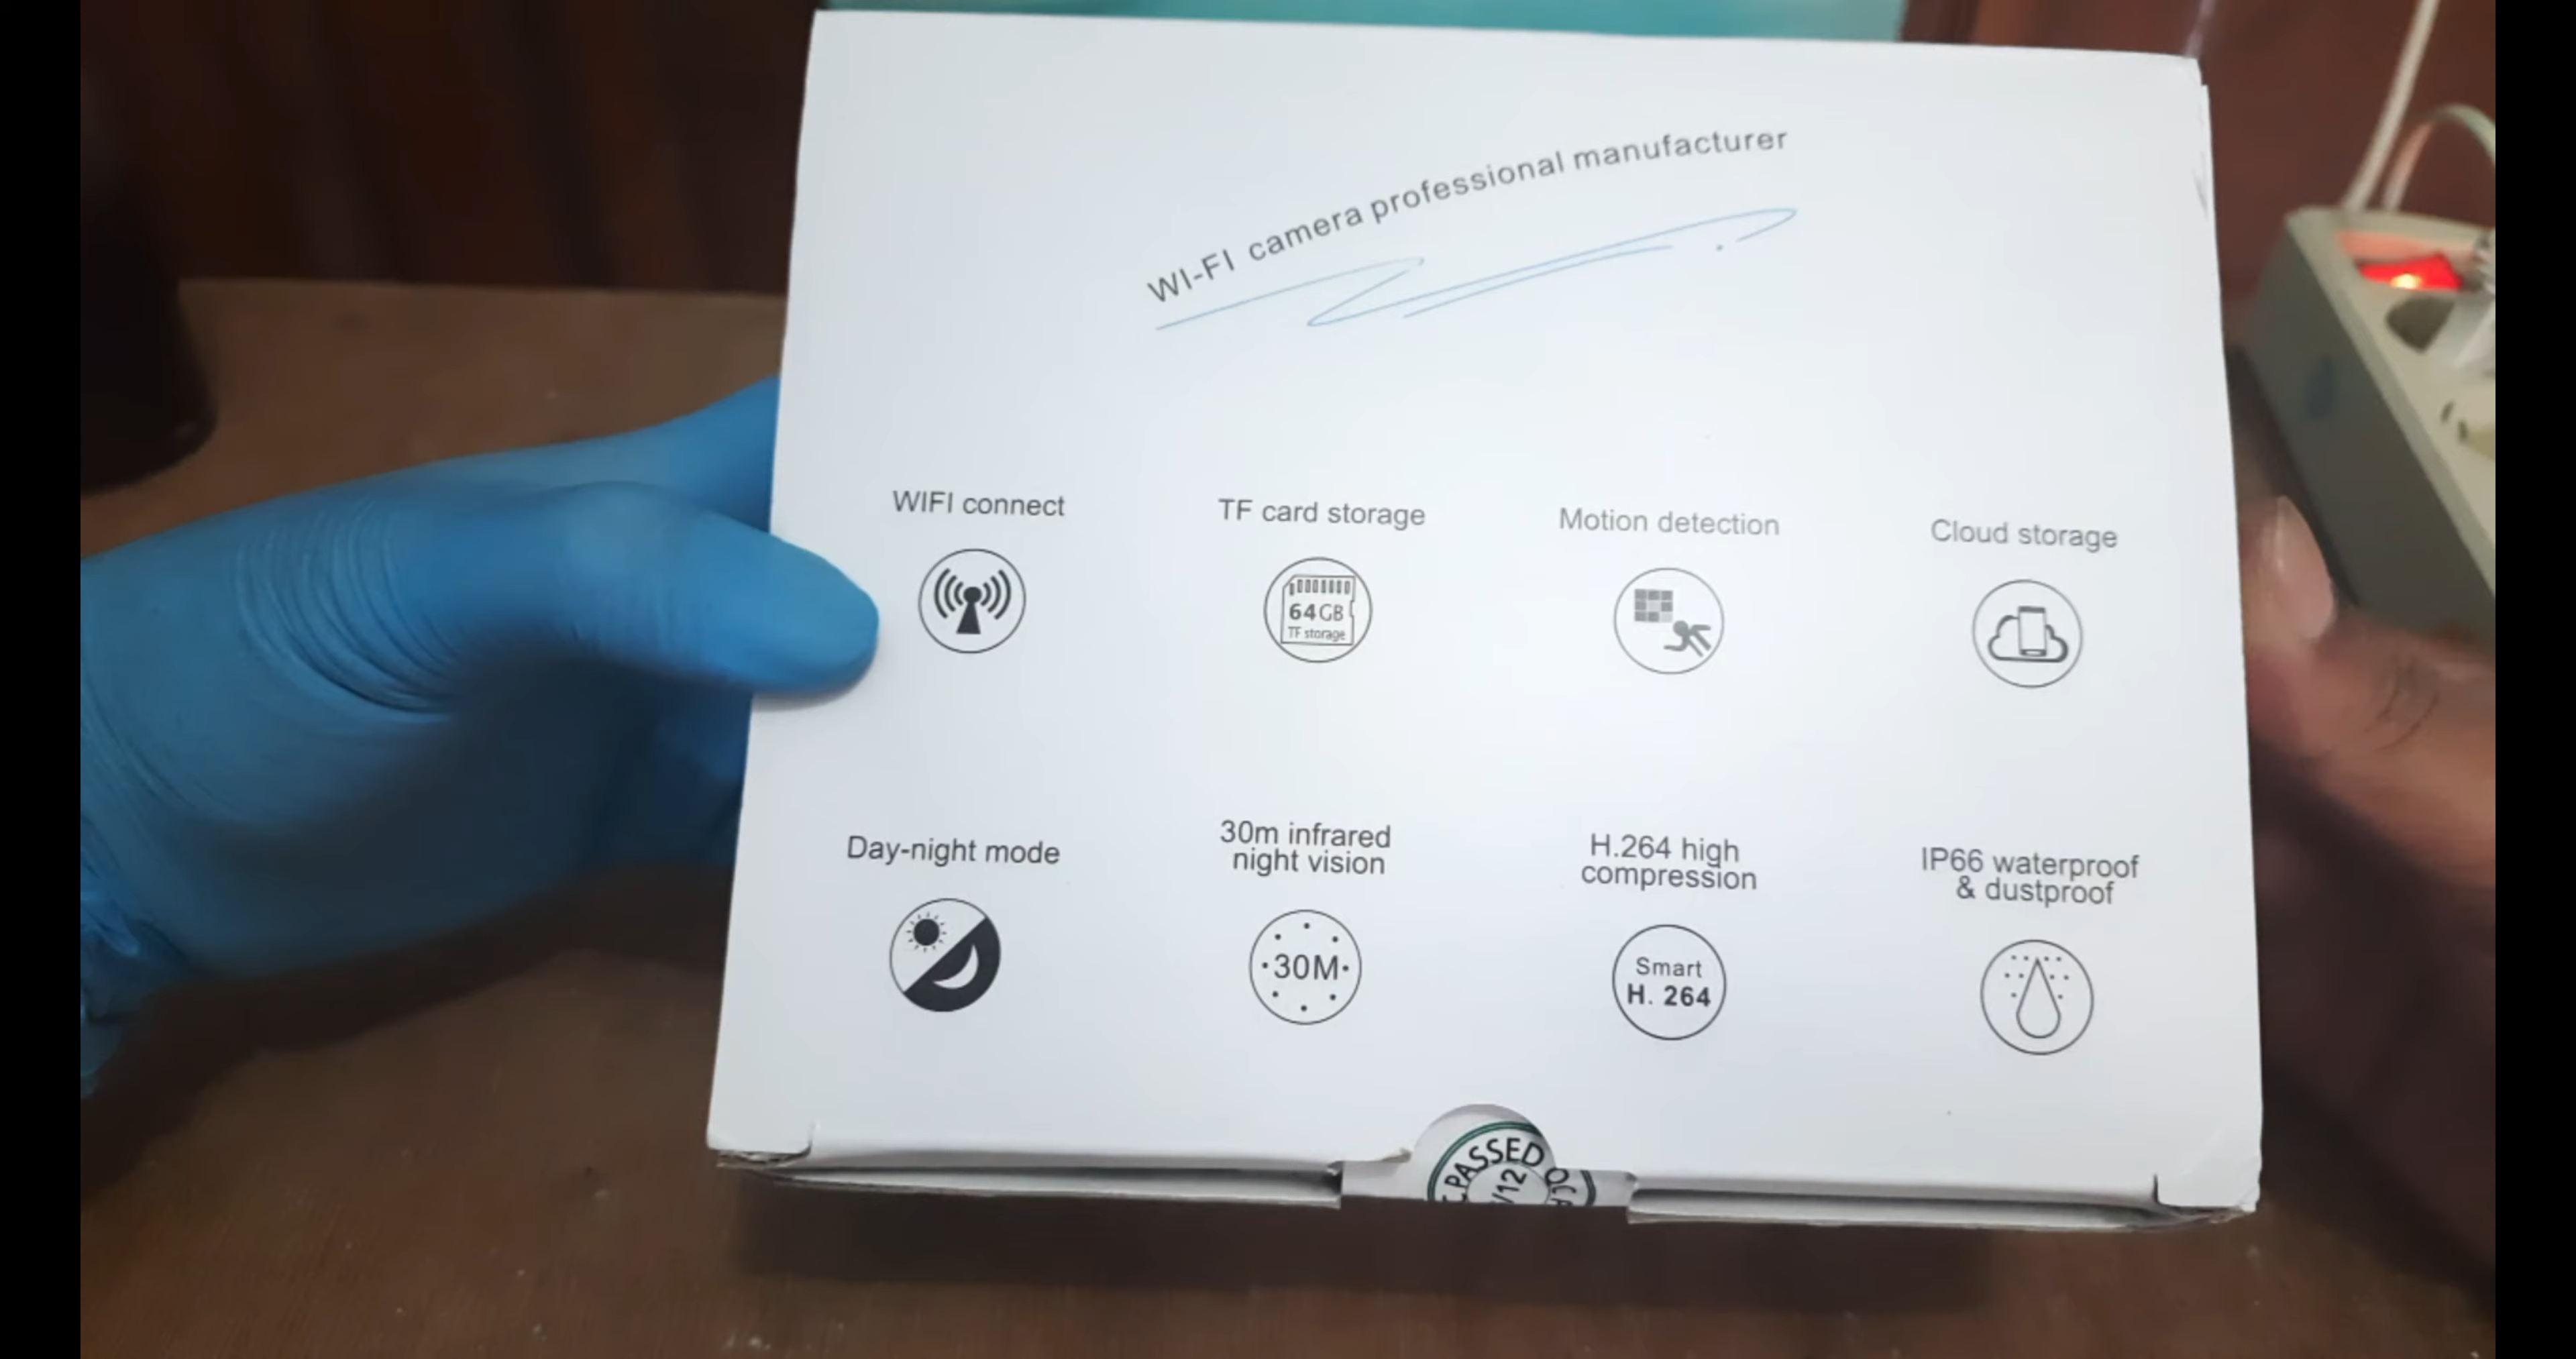 WI-FI camera professional manufacturer
WIFI connect
TF card storage
Motion detection
Cloud storage
64GB
TF storage
Day-night mode
30m infrared
night vision
H.264 high
compression
IP66 waterproof
& dustproof
·30M·
Smart
H. 264
PASSED
/12